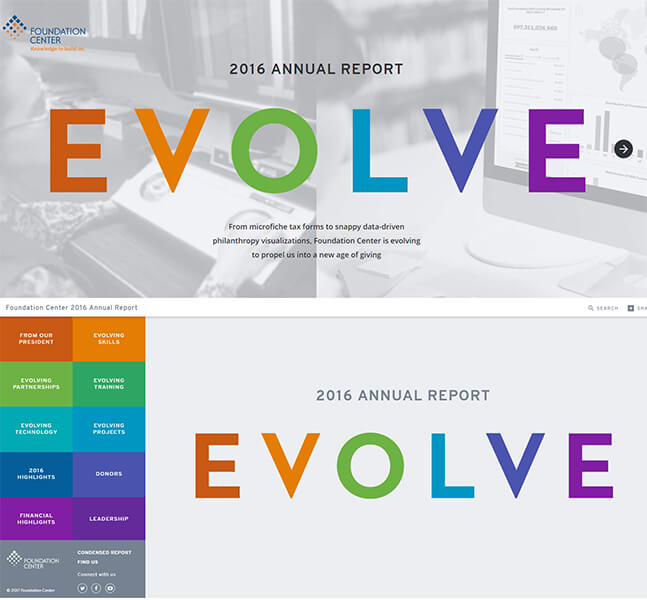 FOUNDATION
CENTER
Knowledge to build on.
2016 ANNUAL REPORT
EVOLVE
From microfiche tax forms to snappy data-driven
philanthropy visualizations, Foundation Center is evolving
to propel us into a new age of giving
Foundation Center 2016 Annual Report
SEARCH
FROM OUR
PRESIDENT
EVOLVING
SKILLS
EVOLVING
PARTNERSHIPS
EVOLVING
TRAINING
EVOLVING
TECHNOLOGY
EVOLVING
PROJECTS
2016
HIGHLIGHTS
DONORS
FINANCIAL
HIGHLIGHTS
LEADERSHIP
2016 ANNUAL REPORT
EVOLVE
FOUNDATION
CENTER
CONDENSED REPORT
FIND US
Connect with us
© 2017 Foundation Center